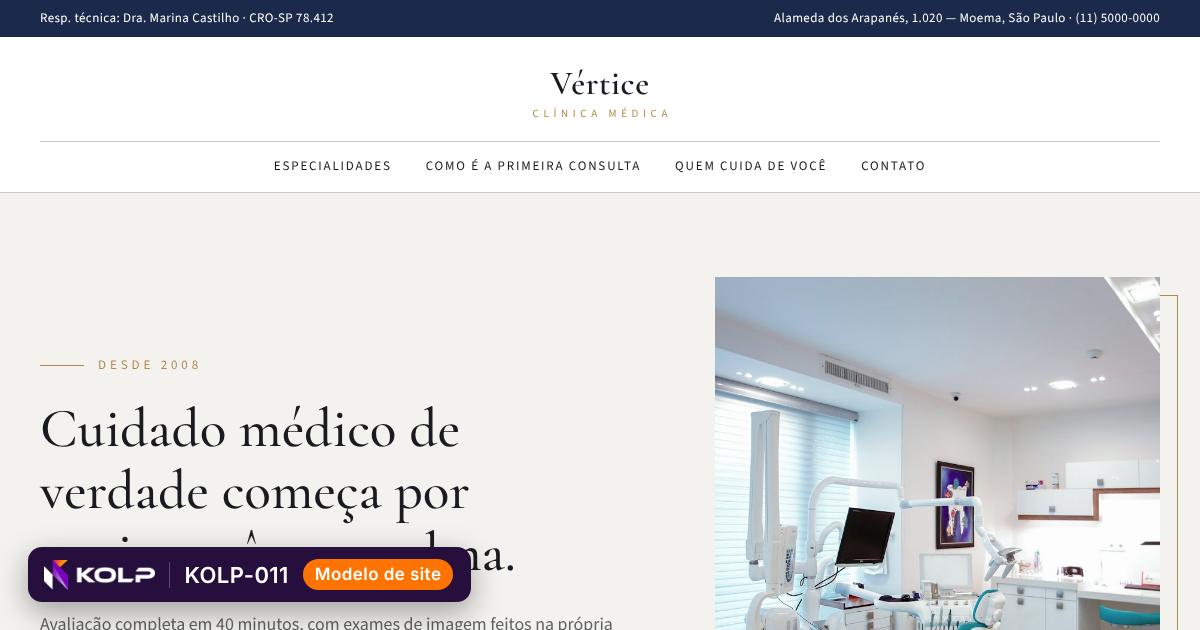 Resp. técnica: Dra. Marina Castilho · CRO-SP 78.412
Alameda dos Arapanés, 1.020 — Moema, São Paulo · (11) 5000-0000
Vértice
CLÍNICA MÉDICA
ESPECIALIDADES
COMO É A PRIMEIRA CONSULTA
QUEM CUIDA DE VOCÊ
CONTATO
DESDE 2008
Cuidado médico de
verdade começa por
KOLP
KOLP-011
Modelo de site
Avaliação completa em 40 minutos, com exames de imagem feitos na própria